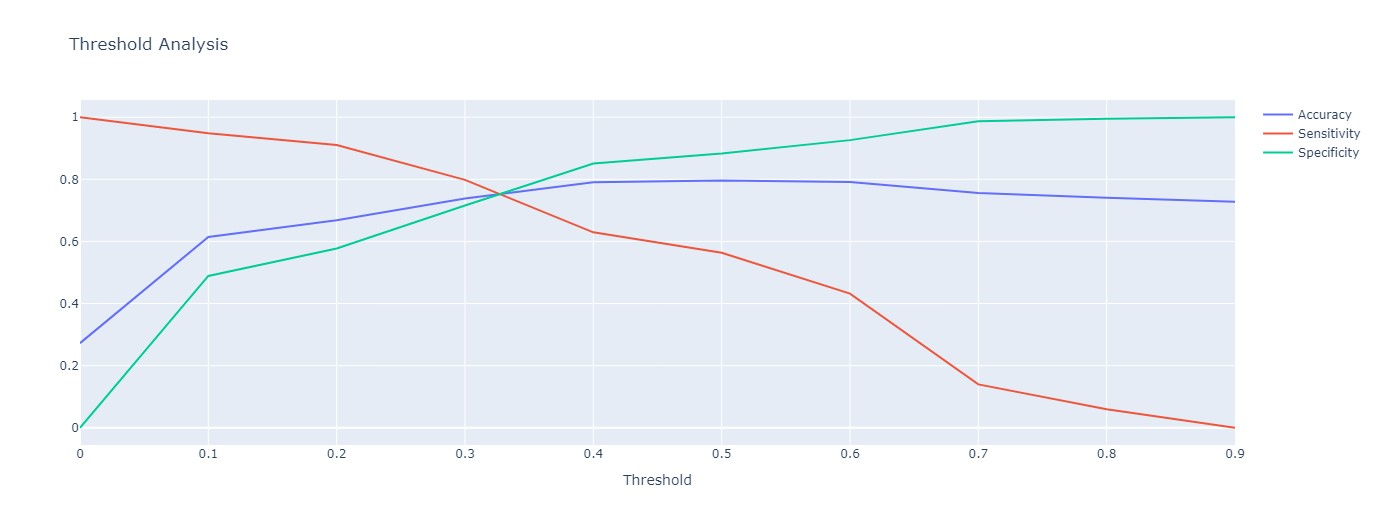 Threshold Analysis
1
0.8
0.6
0.4
0.2
0
0 0.1 0.2 0.3 0.4 0.5 0.6 0.7 0.8 0.9
Threshold
Accuracy
Sensitivity
Specificity